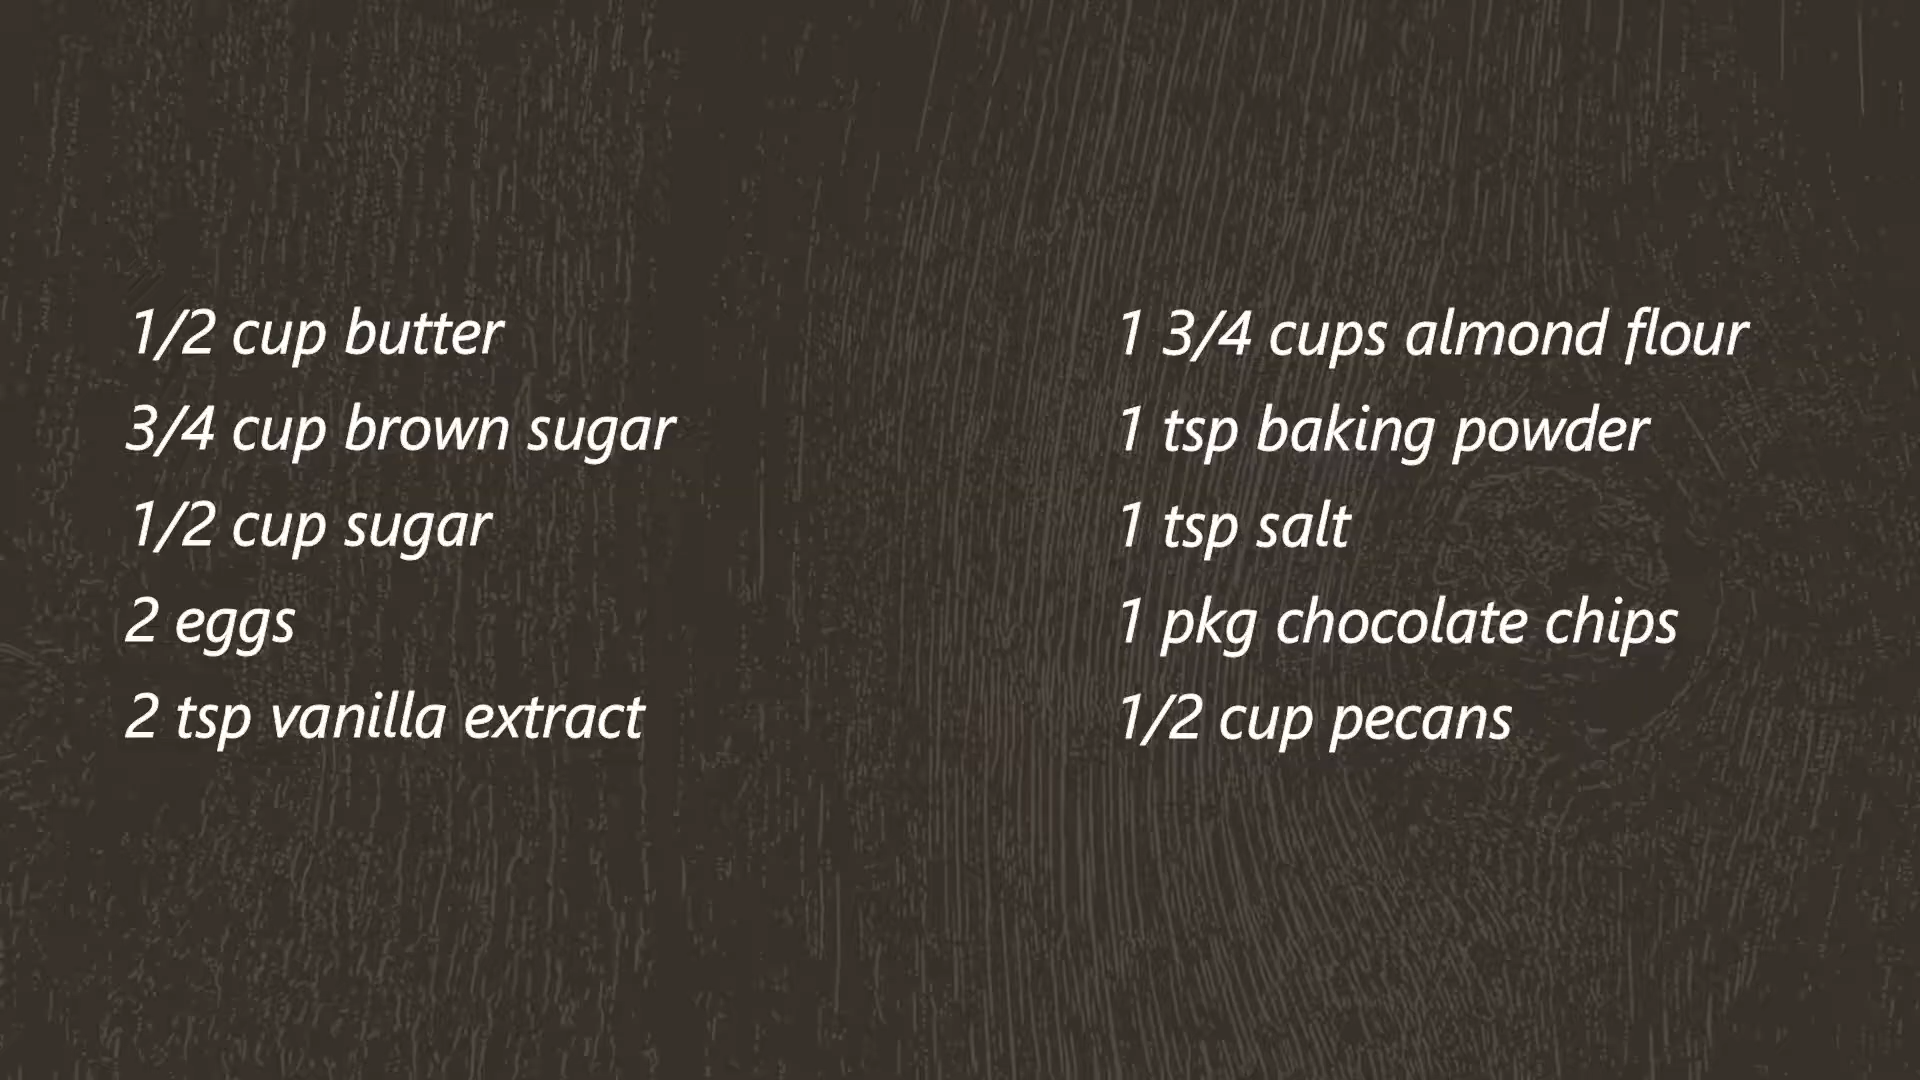 1/2 cup butter
3/4 cup brown sugar
1/2 cup sugar
2 eggs
2 tsp vanilla extract
1 3/4 cups almond flour
1 tsp baking powder
1 tsp salt
1 pkg chocolate chips
1/2 cup pecans